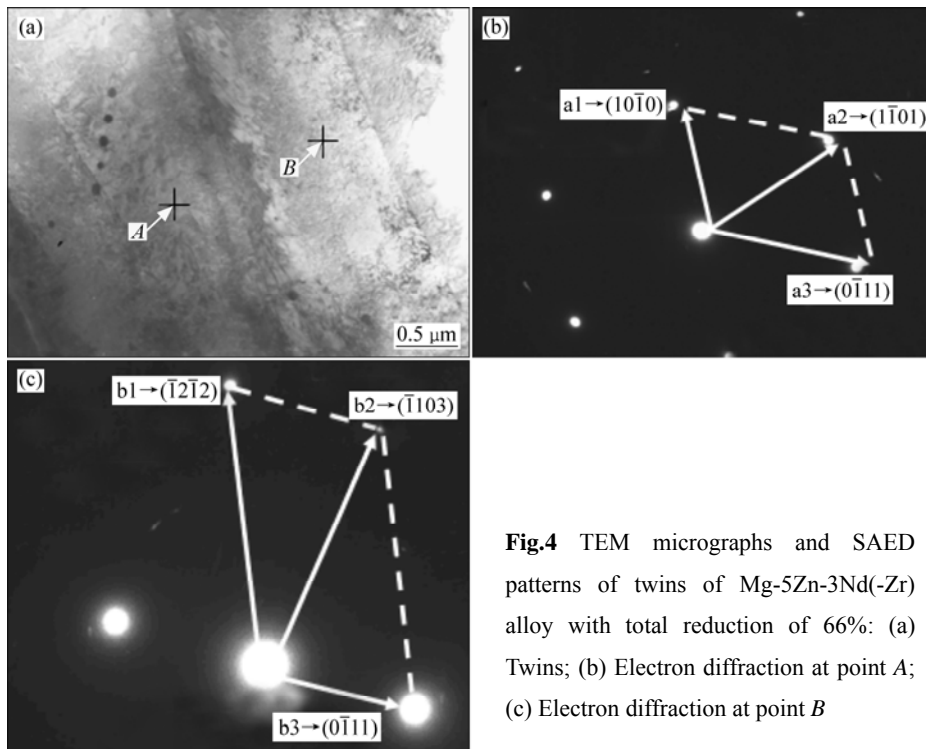 (a)
B
A
0.5 μm
(b)
a1→(101̄0)
a2→(11̄01)
a3→(01̄11)
(c)
b1→(1̄21̄2)
b2→(1̄103)
b3→(01̄11)
Fig.4 TEM micrographs and SAED
patterns of twins of Mg-5Zn-3Nd(-Zr)
alloy with total reduction of 66%: (a)
Twins; (b) Electron diffraction at point A;
(c) Electron diffraction at point B